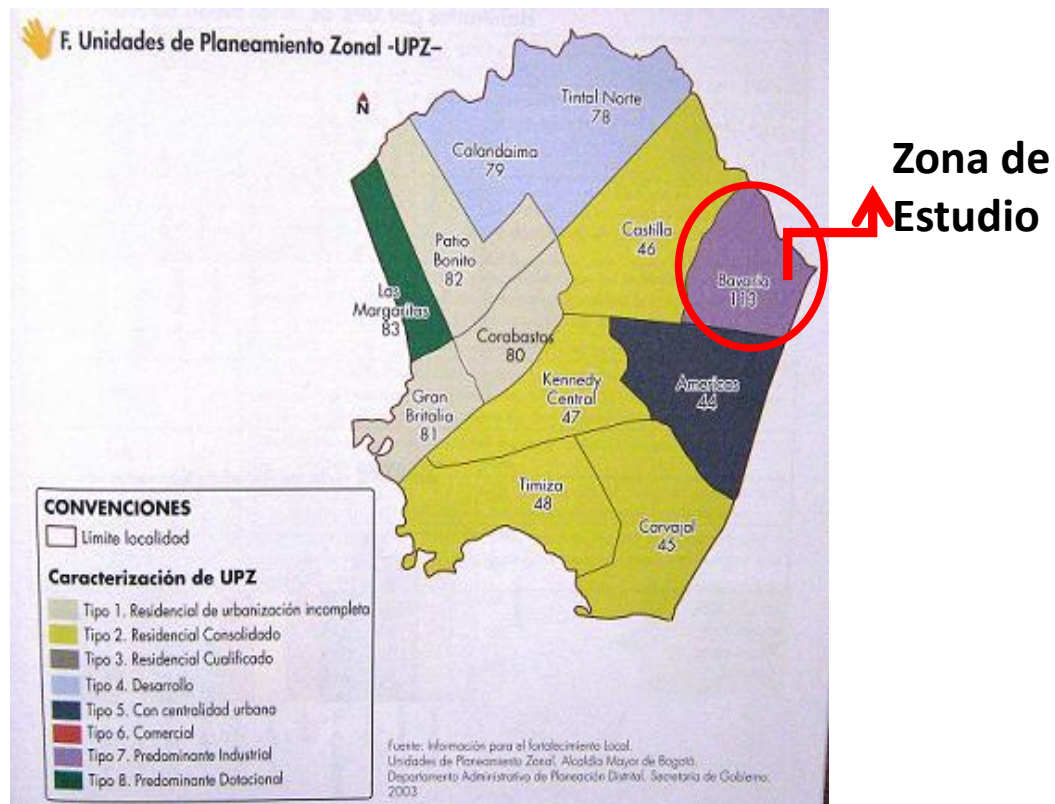 F. Unidades de Planeamiento Zonal -UPZ–
N
Tintal Norte
78
Calandaima
79
Zona de
Estudio
Castilla
46
Patio
Bonito
82
Bavaria
113
Las
Margaritas
83
Corabastos
80
Kennedy
Central
47
Americas
44
Gran
Britalia
81
Timiza
48
Carvajal
45
CONVENCIONES
Limite localidad
Caracterización de UPZ
Tipo 1. Residencial de urbanización incompleta
Tipo 2. Residencial Consolidado
Tipo 3. Residencial Cualificado
Tipo 4. Desarrollo
Tipo 5. Con centralidad urbana
Tipo 6. Comercial
Tipo 7. Predominante Industrial
Tipo 8. Predominante Dotacional
Fuente: Información para el fortalecimiento Local.
Unidades de Planeamiento Zonal. Alcaldía Mayor de Bogotá.
Departamento Administrativo de Planeación Distrital. Secretaria de Gobierno.
2003